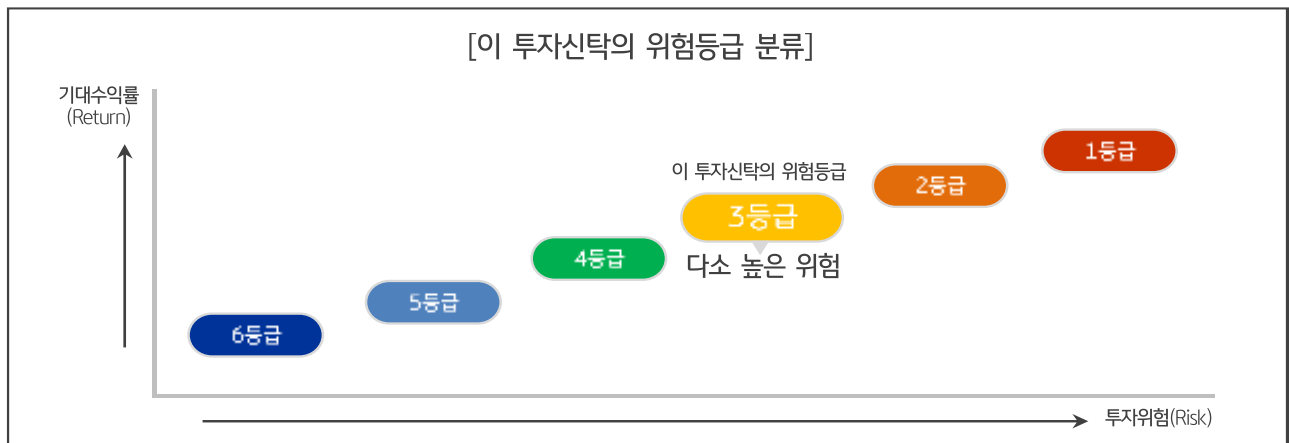 [이 투자신탁의 위험등급 분류]
기대수익률
(Return)
1등급
이 투자신탁의 위험등급
2등급
3등급
4등급
다소 높은 위험
5등급
6등급
투자위험(Risk)